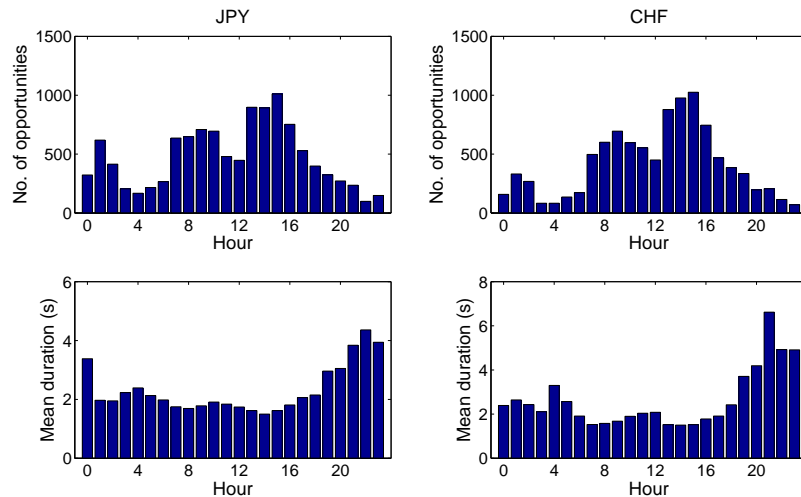 JPY
CHF
1500
1000
500
0
No. of opportunities
0 4 8 12 16 20
Hour
1500
1000
500
0
No. of opportunities
0 4 8 12 16 20
Hour
6
4
2
0
Mean duration (s)
0 4 8 12 16 20
Hour
8
6
4
2
0
Mean duration (s)
0 4 8 12 16 20
Hour